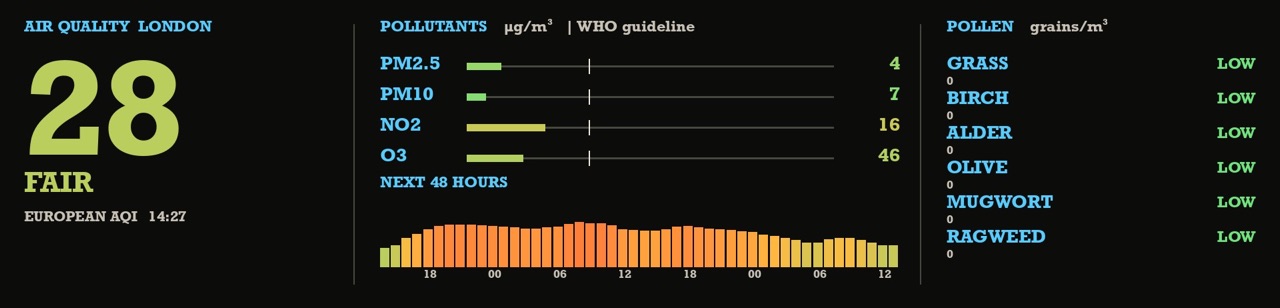 AIR QUALITY LONDON
28
FAIR
EUROPEAN AQI 14:27
POLLUTANTS µg/m³ | WHO guideline
PM2.5 4
PM10 7
NO2 16
O3 46
NEXT 48 HOURS
18 00 06 12 18 00 06 12
POLLEN grains/m³
GRASS LOW
0
BIRCH LOW
0
ALDER LOW
0
OLIVE LOW
0
MUGWORT LOW
0
RAGWEED LOW
0